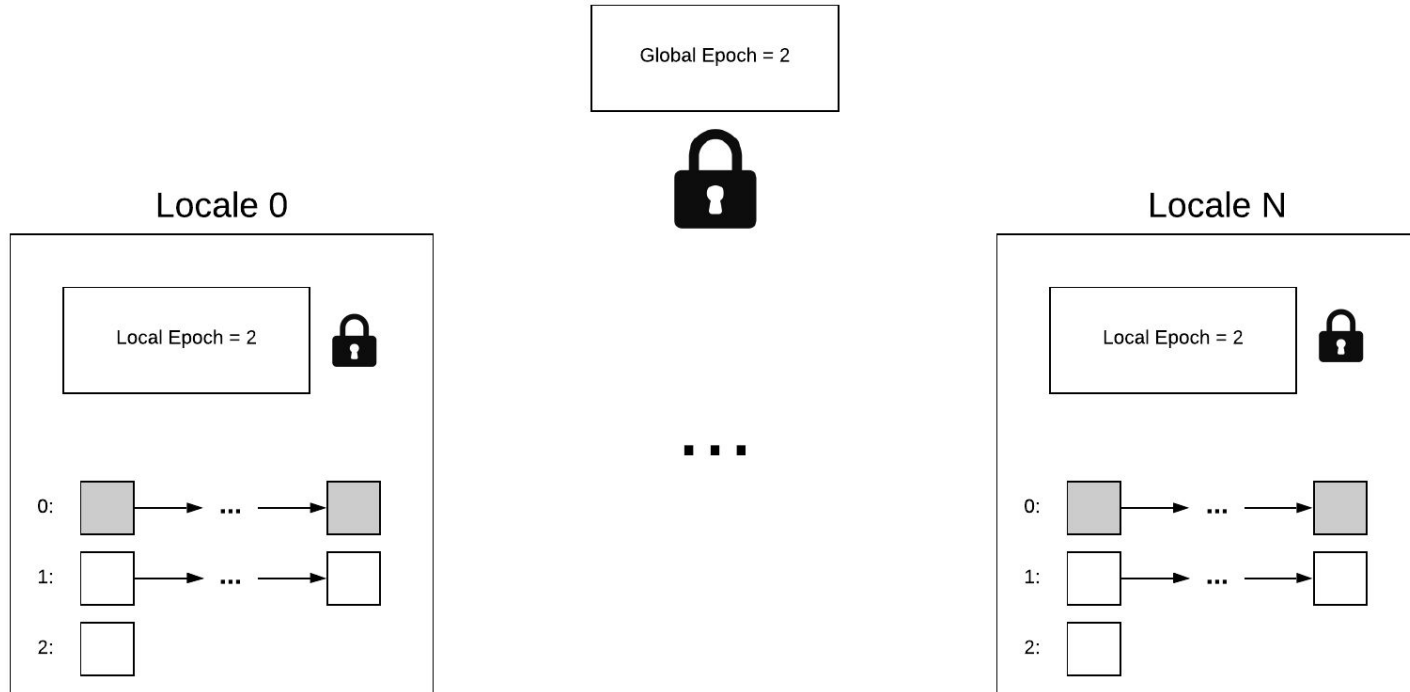 Global Epoch = 2
Locale 0
Local Epoch = 2
0:
...
1:
...
2:
...
Locale N
Local Epoch = 2
0:
...
1:
...
2: